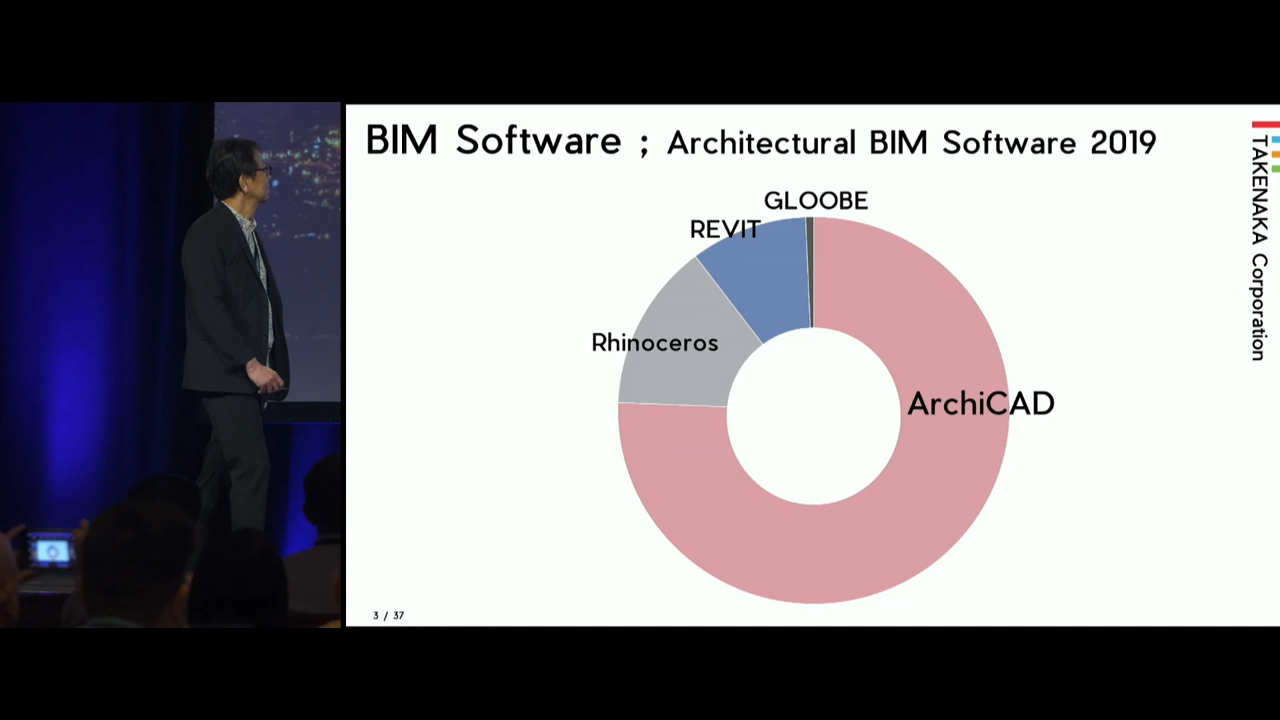 BIM Software ; Architectural BIM Software 2019
GLOOBE
REVIT
Rhinoceros
ArchiCAD
TAKENAKA Corporation
3 / 37